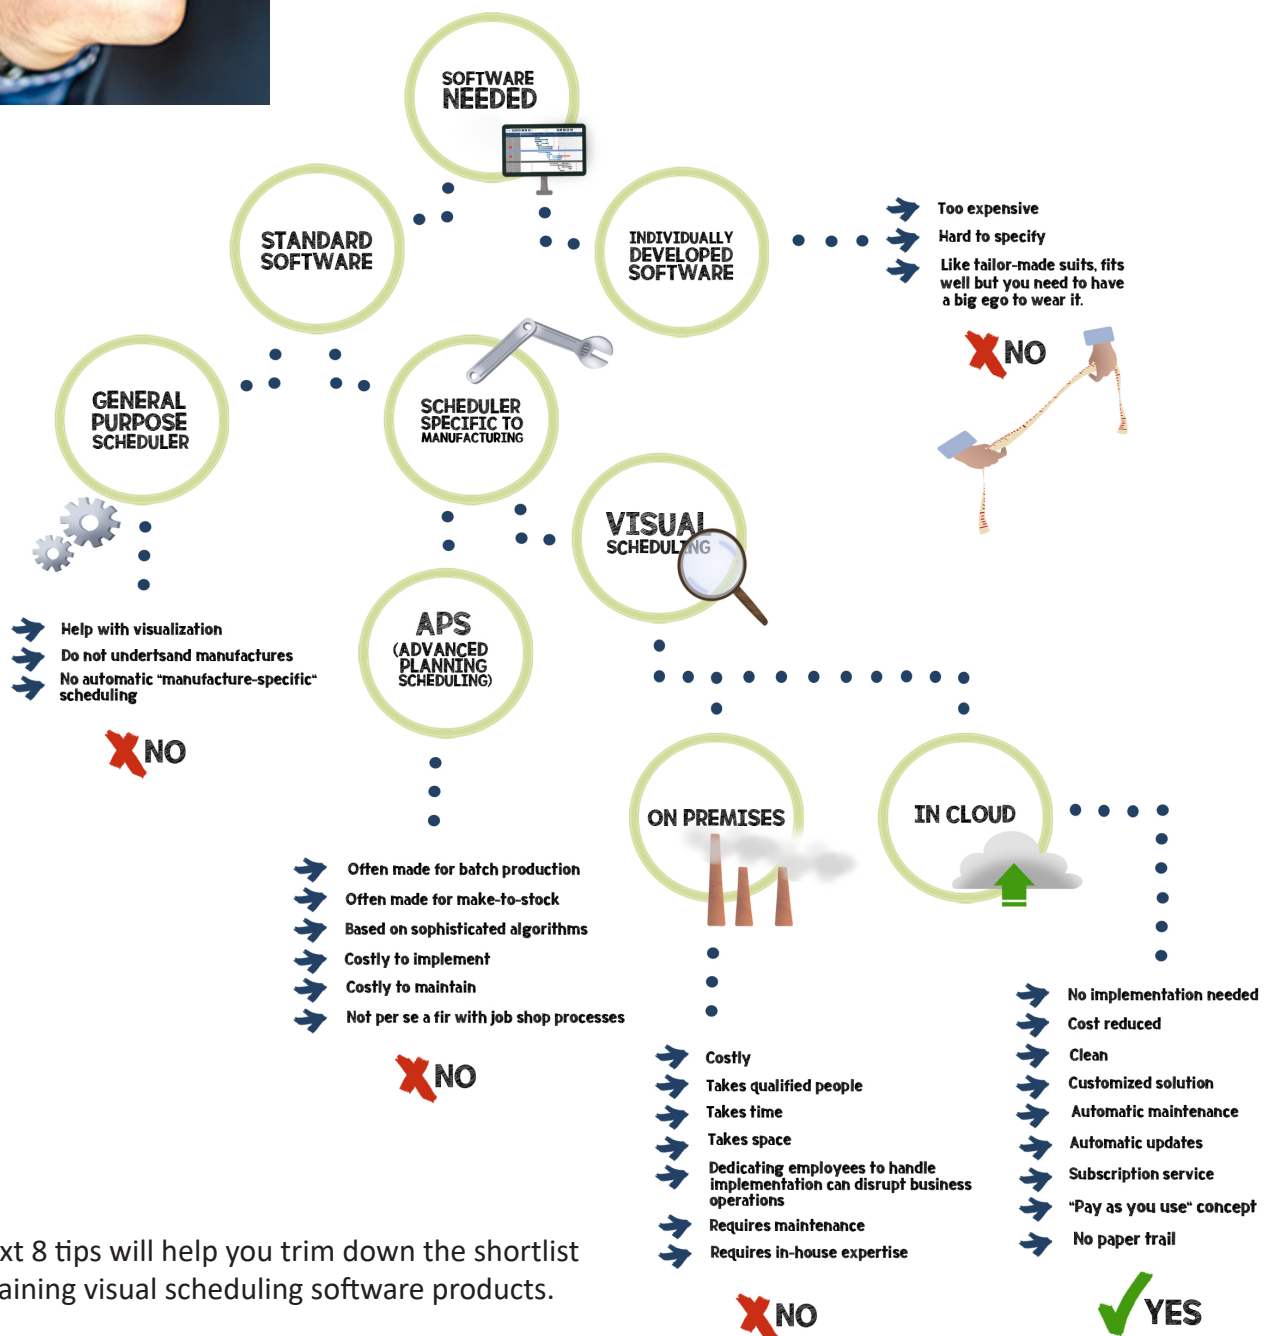 SOFTWARE
NEEDED
STANDARD
SOFTWARE
INDIVIDUALLY
DEVELOPED
SOFTWARE
Too expensive
Hard to specify
Like tailor-made suits, fits
well but you need to have
a big ego to wear it.
NO
GENERAL
PURPOSE
SCHEDULER
SCHEDULER
SPECIFIC TO
MANUFACTURING
VISUAL
SCHEDULING
Help with visualization
Do not undertsand manufactures
No automatic "manufacture-specific"
scheduling
NO
APS
(ADVANCED
PLANNING
SCHEDULING)
ON PREMISES
IN CLOUD
Often made for batch production
Often made for make-to-stock
Based on sophisticated algorithms
Costly to implement
Costly to maintain
Not per se a fir with job shop processes
NO
Costly
Takes qualified people
Takes time
Takes space
Dedicating employees to handle
implementation can disrupt business
operations
Requires maintenance
Requires in-house expertise
NO
No implementation needed
Cost reduced
Clean
Customized solution
Automatic maintenance
Automatic updates
Subscription service
"Pay as you use" concept
No paper trail
YES
xt 8 tips will help you trim down the shortlist
aining visual scheduling software products.